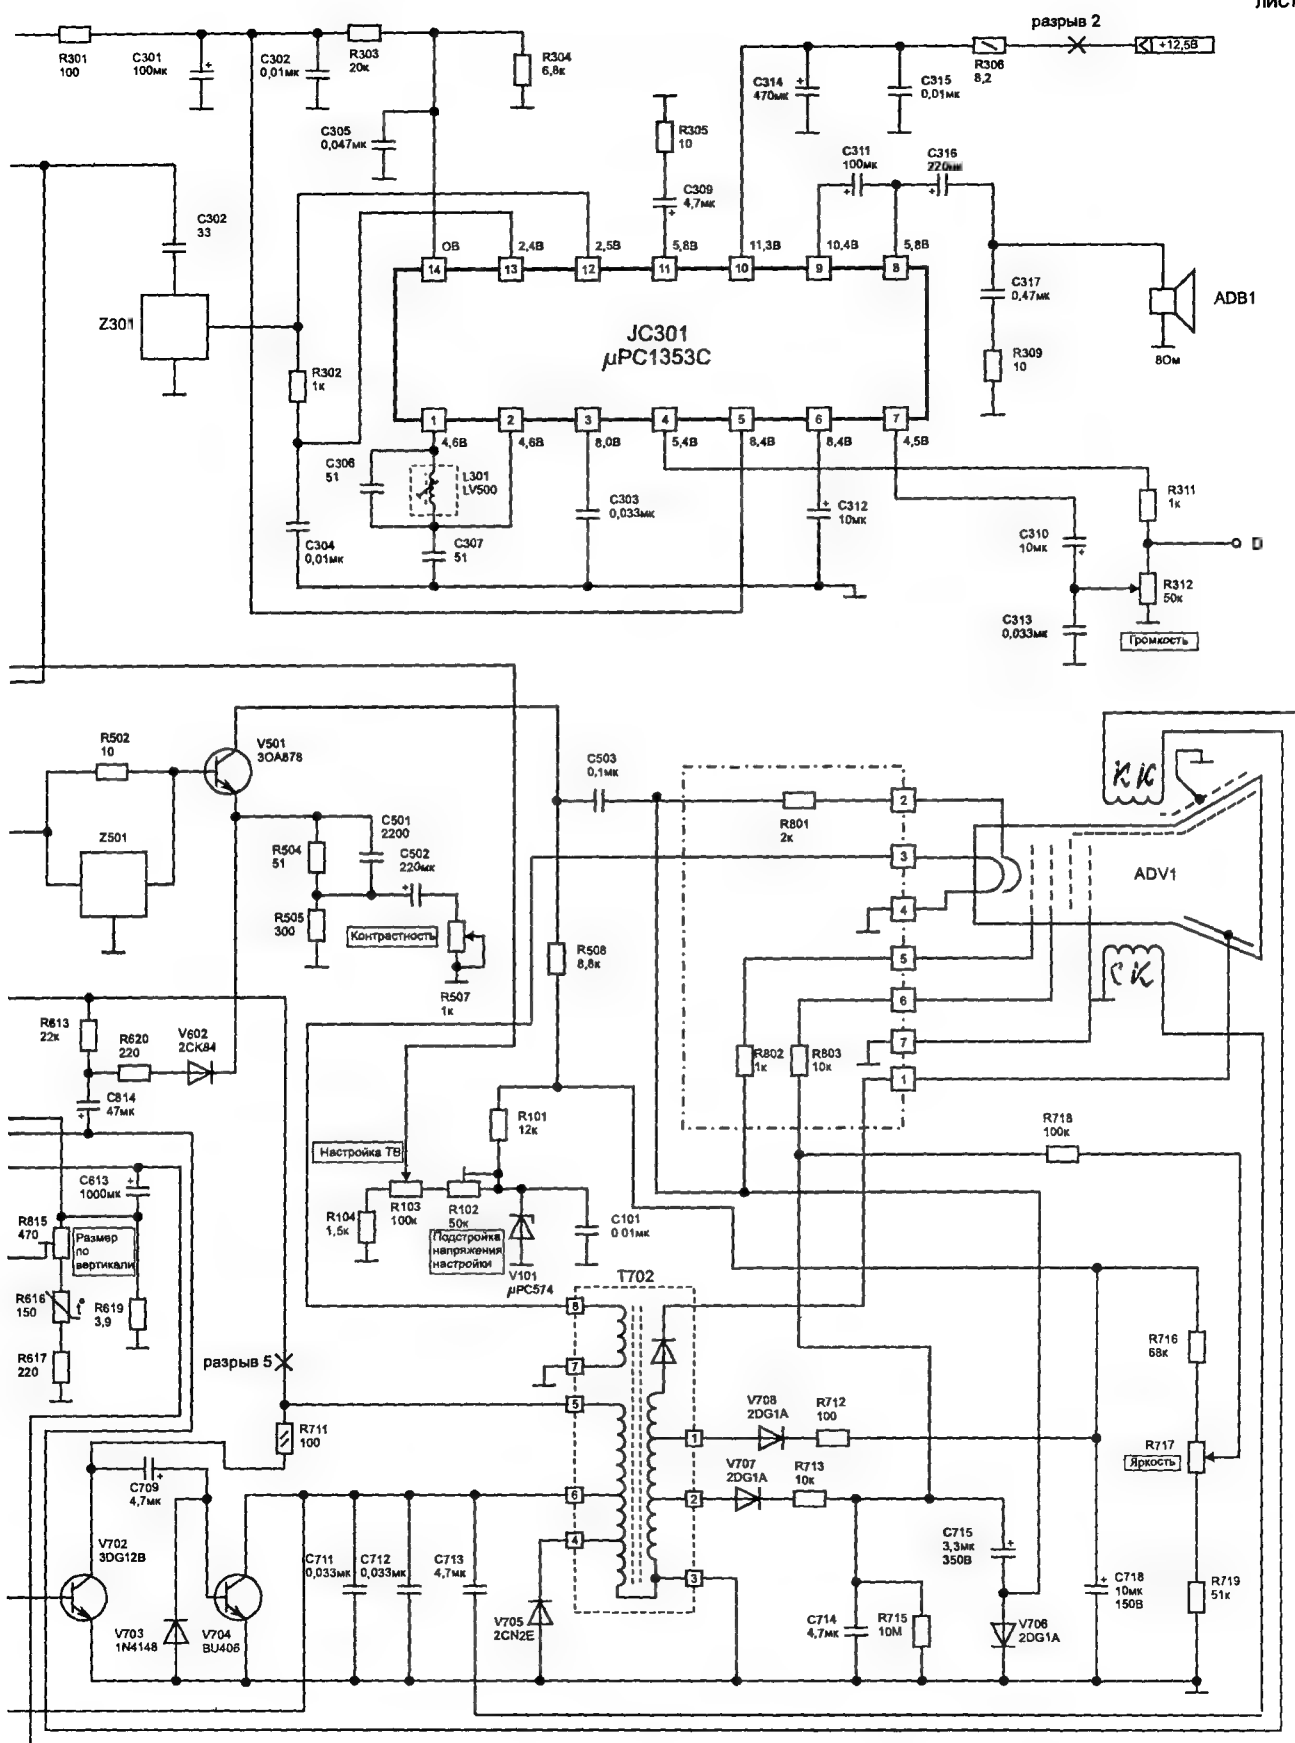 ЛИСТ
разрыв 2
+12,5В
R301
100
C301
100мк
C302
0,01мк
R303
20к
R304
6,8к
C305
0,047мк
R305
10
C309
4,7мк
C314
470мк
C315
0,01мк
R306
8,2
C311
100мк
C316
220мк
C302
33
Z301
R302
1к
0В
2,4В
2,5В
5,8В
11,3В
10,4В
5,8В
14
13
12
11
10
9
8
JC301
µPC1353C
C317
0,47мк
R309
10
ADB1
8Ом
1
2
3
4
5
6
7
4,6В
4,6В
8,0В
5,4В
8,4В
8,4В
4,5В
C306
51
L301
LV500
C304
0,01мк
C307
51
C303
0,033мк
C312
10мк
C310
10мк
R311
1к
D
R312
50к
C313
0,033мк
Громкость
R502
10
V501
3OA878
Z501
R504
51
C501
2200
C502
220мк
R505
300
Контрастность
R507
1к
C503
0,1мк
R508
8,8к
R801
2к
2
3
4
5
6
7
1
КК
СК
ADV1
R802
1к
R803
10к
R613
22к
R620
220
V602
2CK84
C814
47мк
R101
12к
Настройка ТВ
R104
1,5к
R103
100к
R102
50к
Подстройка
напряжения
настройки
V101
µPC574
C101
0 01мк
R718
100к
C613
1000мк
R815
470
Размер
по
вертикали
R616
150
t°
R619
3,9
R617
220
разрыв 5
R711
100
T702
8
7
5
6
4
1
2
3
V708
2DG1A
R712
100
V707
2DG1A
R713
10к
R716
68к
R717
Яркость
C709
4,7мк
V702
3DG12B
V703
1N4148
V704
BU406
C711
0,033мк
C712
0,033мк
C713
4,7мк
V705
2CN2E
C714
4,7мк
R715
10М
C715
3,3мк
350В
V706
2DG1A
C718
10мк
150В
R719
51к